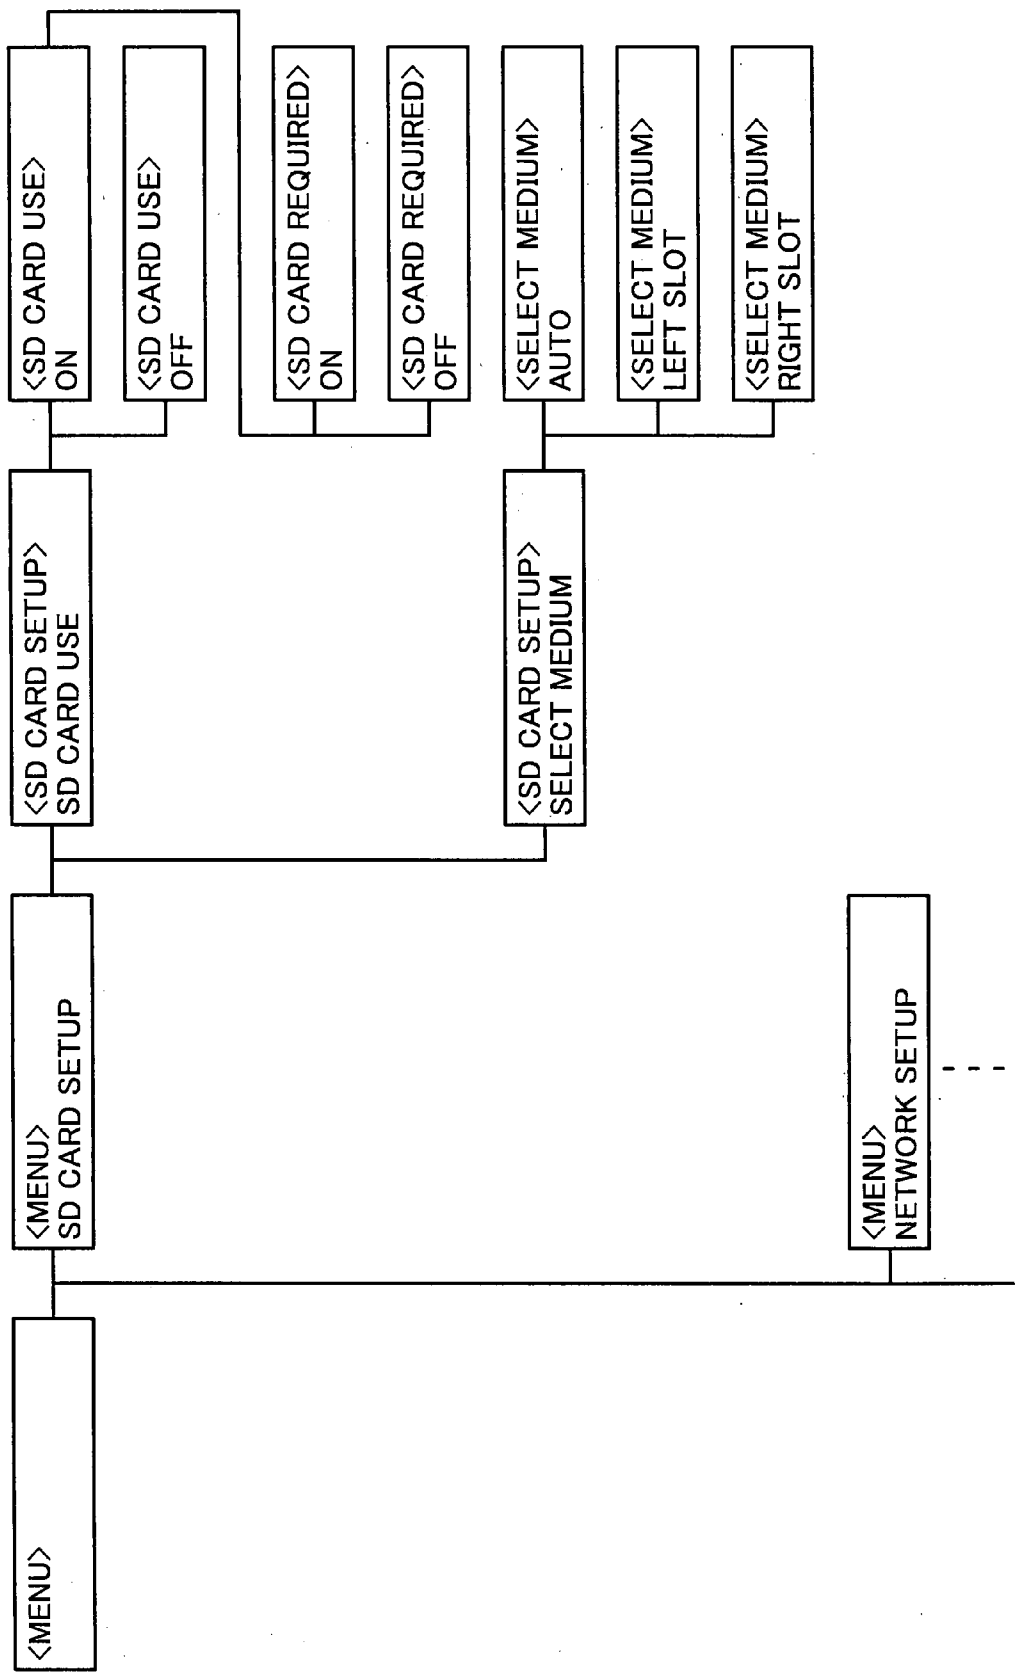 <MENU>
<MENU>
SD CARD SETUP
<SD CARD SETUP>
SD CARD USE
<SD CARD USE>
ON
<SD CARD USE>
OFF
<SD CARD REQUIRED>
ON
<SD CARD REQUIRED>
OFF
<SD CARD SETUP>
SELECT MEDIUM
<SELECT MEDIUM>
AUTO
<SELECT MEDIUM>
LEFT SLOT
<SELECT MEDIUM>
RIGHT SLOT
<MENU>
NETWORK SETUP